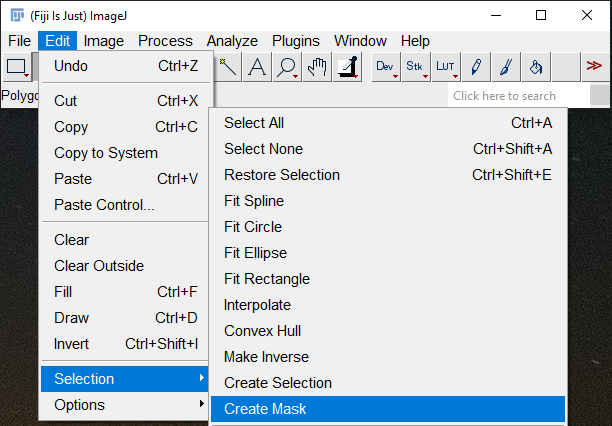 (Fiji Is Just) ImageJ
File Edit Image Process Analyze Plugins Window Help
Dev Stk LUT >>
Polygo
Click here to search
Undo Ctrl+Z
Cut Ctrl+X
Copy Ctrl+C
Copy to System
Paste Ctrl+V
Paste Control...
Clear
Clear Outside
Fill Ctrl+F
Draw Ctrl+D
Invert Ctrl+Shift+I
Selection
Options
Select All Ctrl+A
Select None Ctrl+Shift+A
Restore Selection Ctrl+Shift+E
Fit Spline
Fit Circle
Fit Ellipse
Fit Rectangle
Interpolate
Convex Hull
Make Inverse
Create Selection
Create Mask